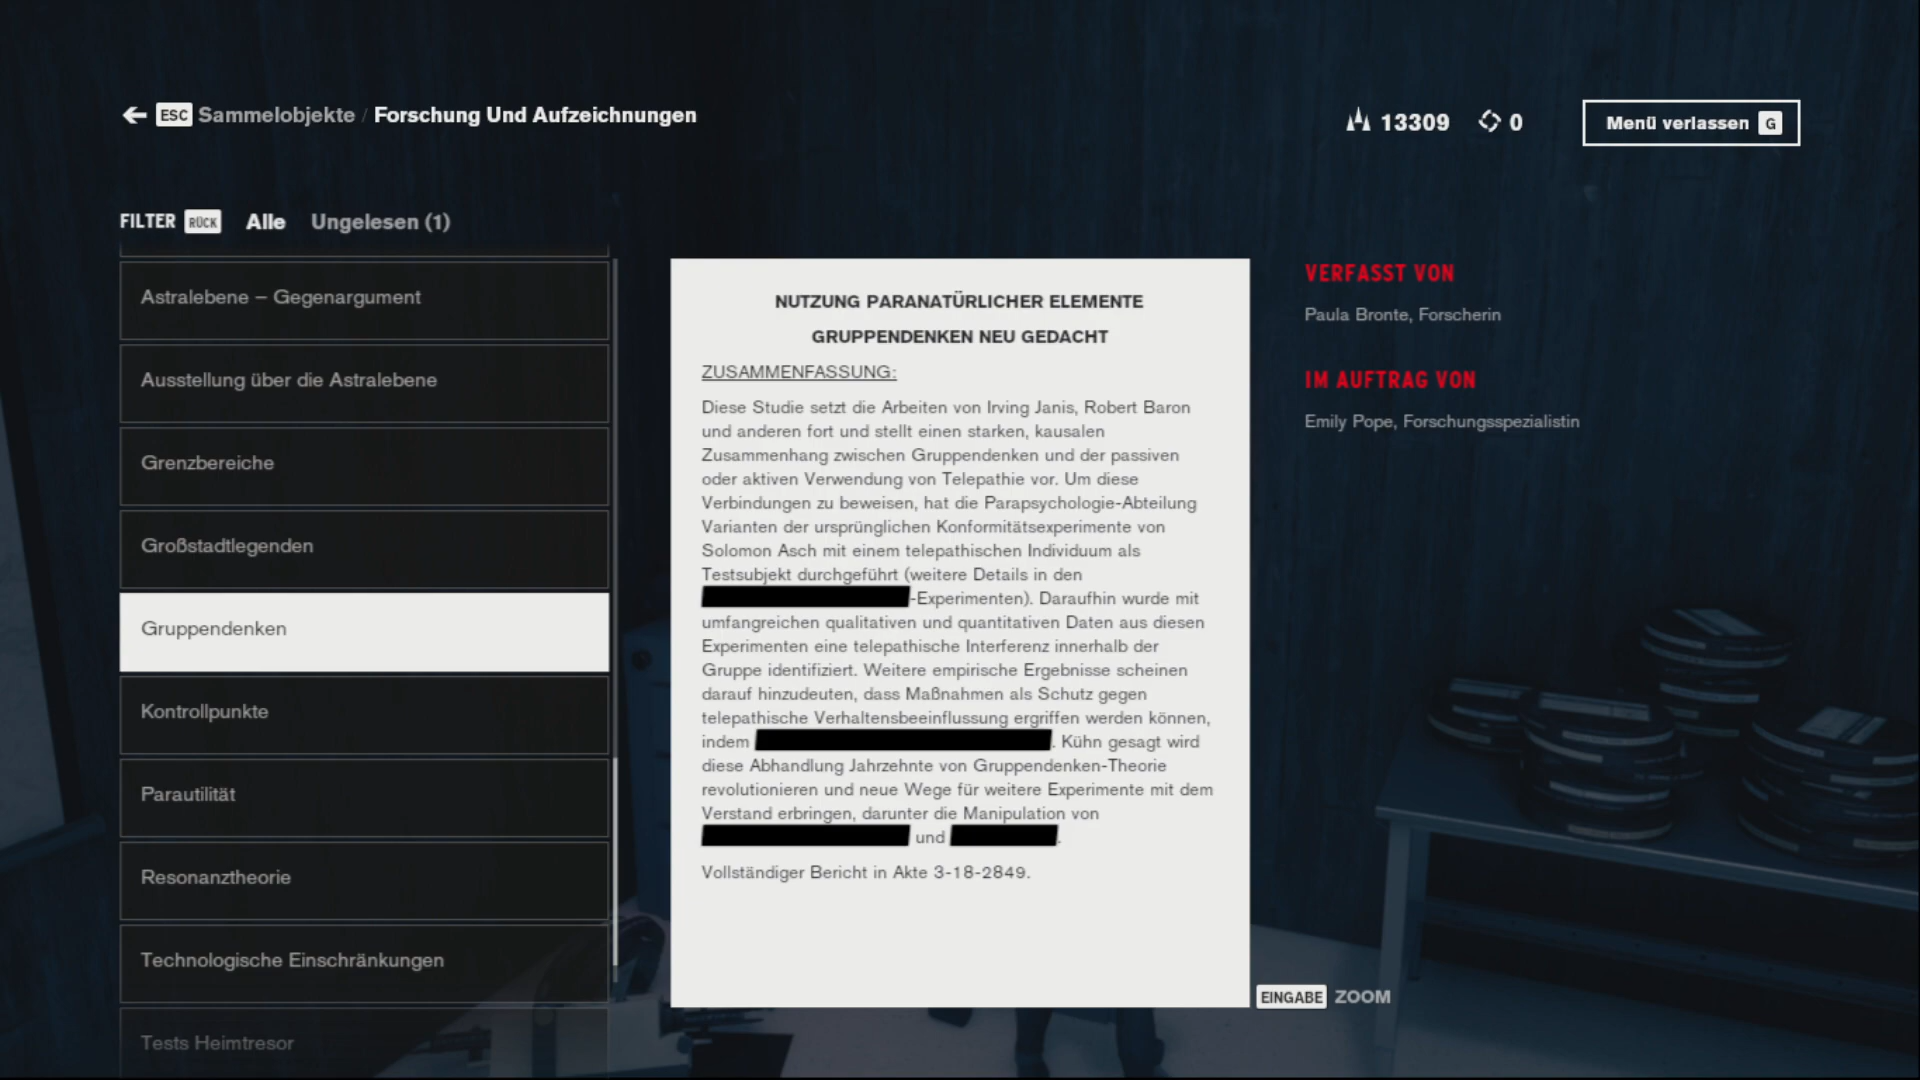 ESC Sammelobjekte / Forschung Und Aufzeichnungen
13309 0
Menü verlassen G
FILTER RÜCK Alle Ungelesen (1)
Astralebene – Gegenargument
Ausstellung über die Astralebene
Grenzbereiche
Großstadtlegenden
Gruppendenken
Kontrollpunkte
Parautilität
Resonanztheorie
Technologische Einschränkungen
Tests Heimtresor
NUTZUNG PARANATÜRLICHER ELEMENTE
GRUPPENDENKEN NEU GEDACHT
ZUSAMMENFASSUNG:
Diese Studie setzt die Arbeiten von Irving Janis, Robert Baron
und anderen fort und stellt einen starken, kausalen
Zusammenhang zwischen Gruppendenken und der passiven
oder aktiven Verwendung von Telepathie vor. Um diese
Verbindungen zu beweisen, hat die Parapsychologie-Abteilung
Varianten der ursprünglichen Konformitätsexperimente von
Solomon Asch mit einem telepathischen Individuum als
Testsubjekt durchgeführt (weitere Details in den
-Experimenten). Daraufhin wurde mit
umfangreichen qualitativen und quantitativen Daten aus diesen
Experimenten eine telepathische Interferenz innerhalb der
Gruppe identifiziert. Weitere empirische Ergebnisse scheinen
darauf hinzudeuten, dass Maßnahmen als Schutz gegen
telepathische Verhaltensbeeinflussung ergriffen werden können,
indem . Kühn gesagt wird
diese Abhandlung Jahrzehnte von Gruppendenken-Theorie
revolutionieren und neue Wege für weitere Experimente mit dem
Verstand erbringen, darunter die Manipulation von
und .
Vollständiger Bericht in Akte 3-18-2849.
EINGABE ZOOM
VERFASST VON
Paula Bronte, Forscherin
IM AUFTRAG VON
Emily Pope, Forschungsspezialistin